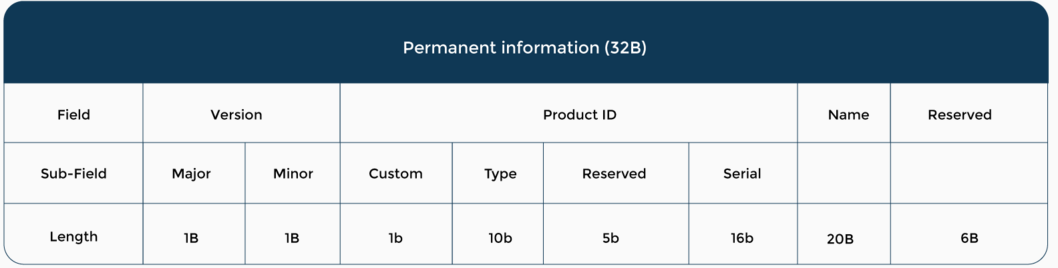 Permanent information (32B)
Field Version Product ID Name Reserved
Sub-Field Major Minor Custom Type Reserved Serial
Length 1B 1B 1b 10b 5b 16b 20B 6B